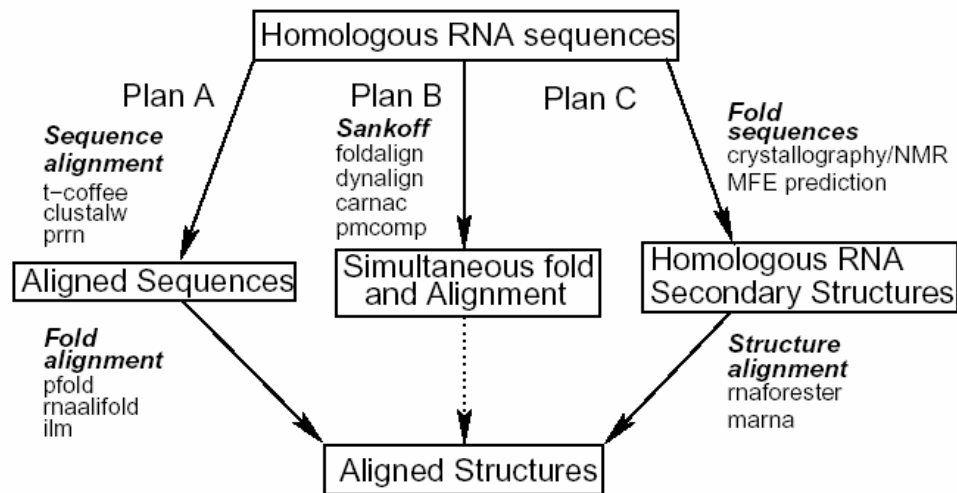 Homologous RNA sequences
Plan A
Sequence
alignment
t-coffee
clustalw
prrn
Aligned Sequences
Fold
alignment
pfold
rnaalifold
ilm
Plan B
Sankoff
foldalign
dynalign
carnac
pmcomp
Simultaneous fold
and Alignment
Plan C
Fold
sequences
crystallography/NMR
MFE prediction
Homologous RNA
Secondary Structures
Structure
alignment
rnaforester
marna
Aligned Structures